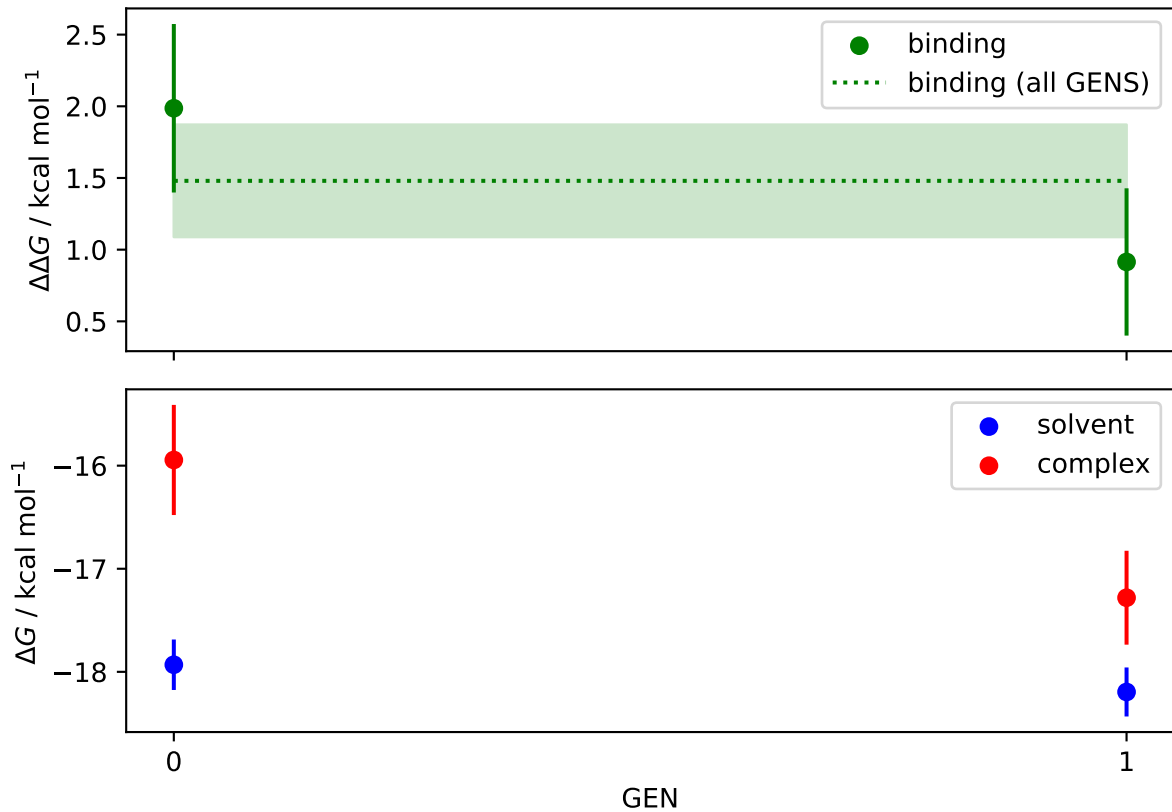 2.5
2.0
1.5
1.0
0.5
ΔΔG / kcal mol⁻¹
binding
binding (all GENS)
−16
−17
−18
ΔG / kcal mol⁻¹
solvent
complex
0
1
GEN